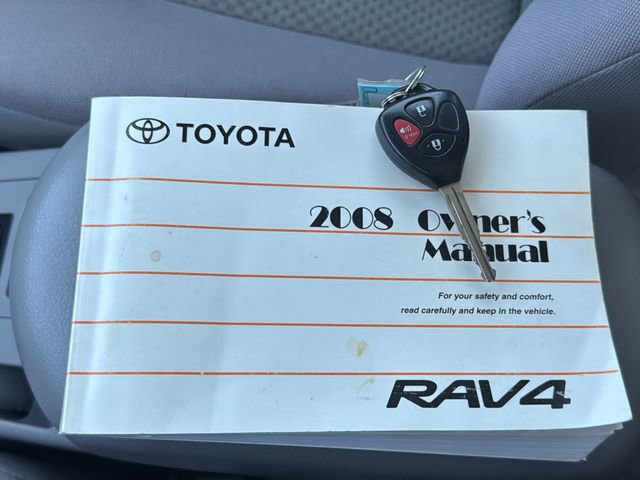 TOYOTA
2008 Owner's
Manual
For your safety and comfort,
read carefully and keep in the vehicle.
RAV4